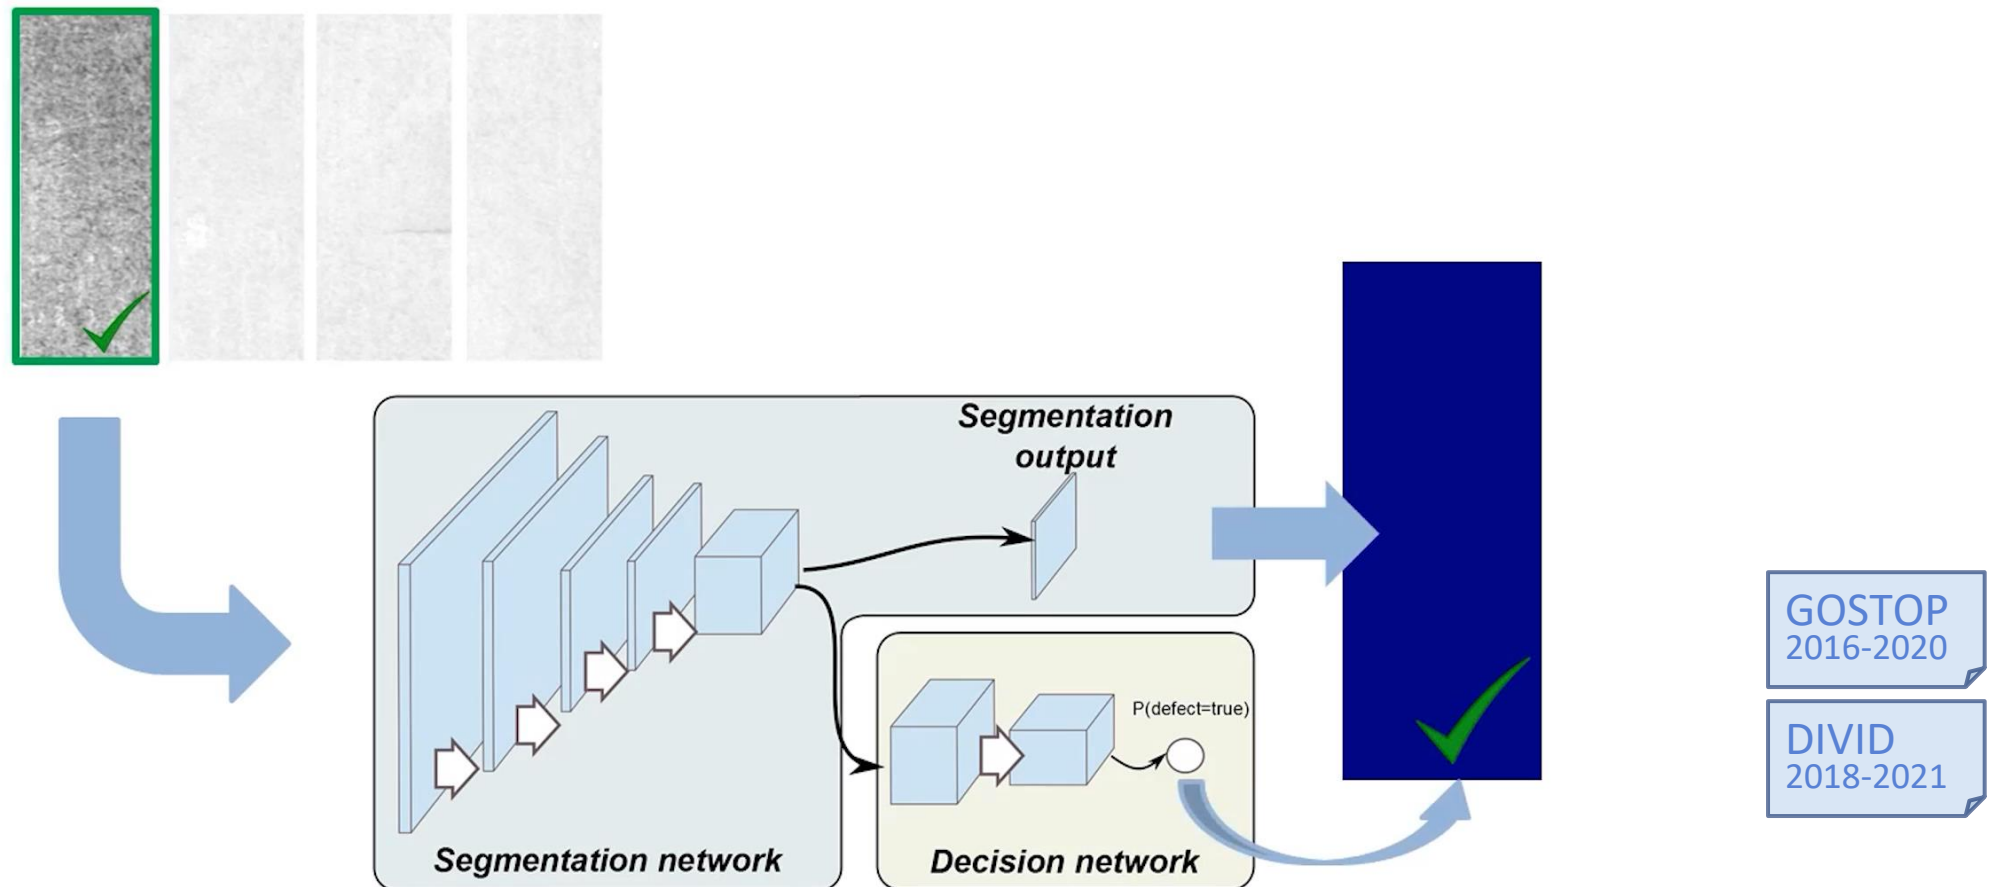 Segmentation
output
P(defect=true)
Segmentation network
Decision network
GOSTOP
2016-2020
DIVID
2018-2021